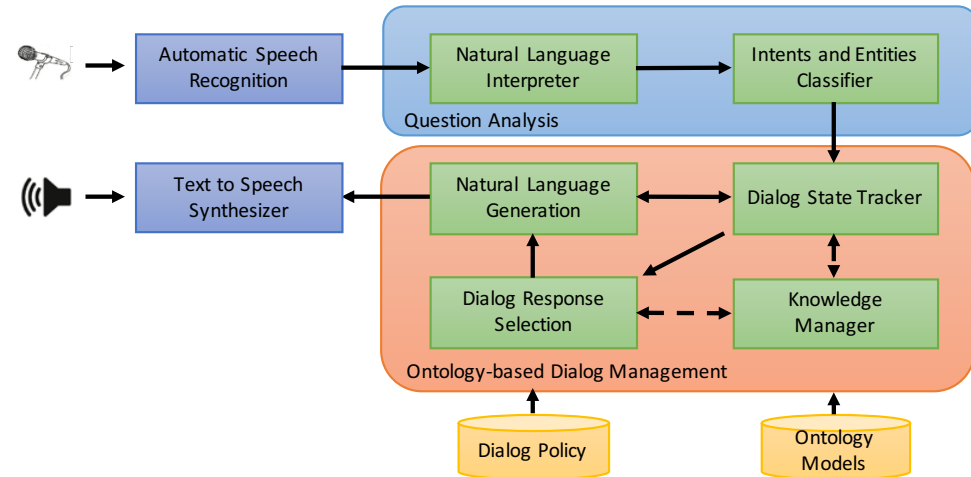 Automatic Speech
Recognition
Natural Language
Interpreter
Intents and Entities
Classifier
Question Analysis
Text to Speech
Synthesizer
Natural Language
Generation
Dialog State Tracker
Dialog Response
Selection
Knowledge
Manager
Ontology-based Dialog Management
Dialog Policy
Ontology
Models